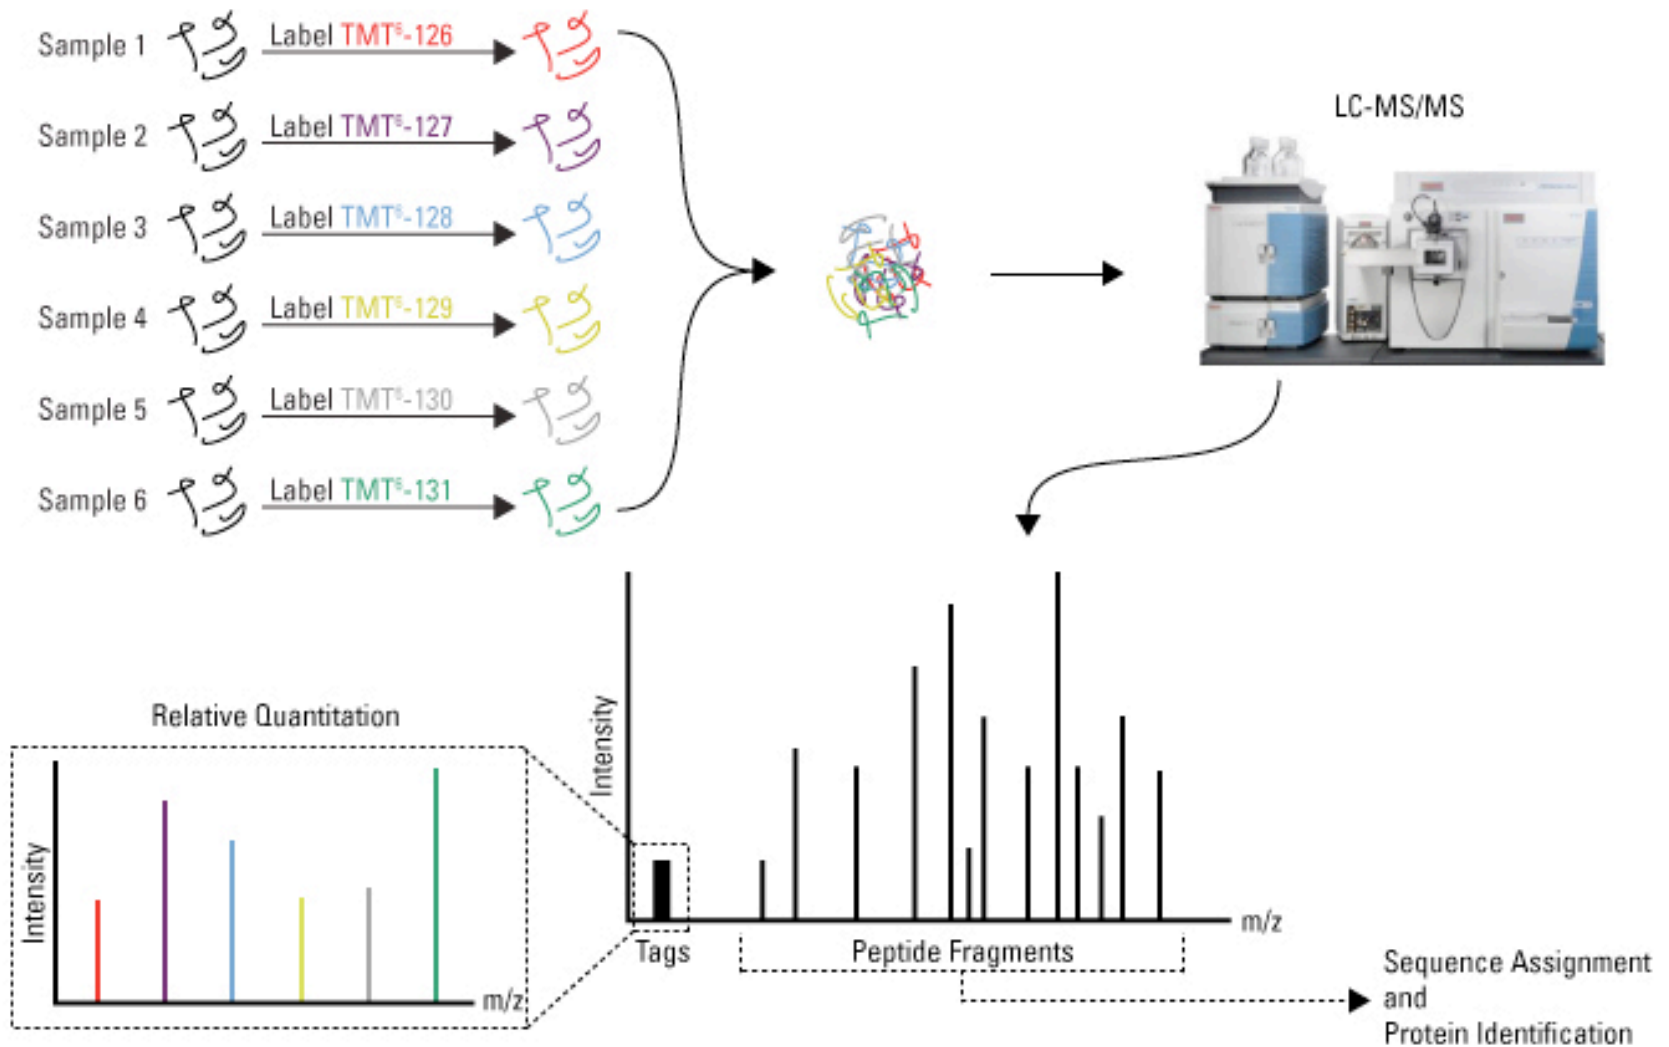 Sample 1
Label TMT⁶-126
Sample 2
Label TMT⁶-127
Sample 3
Label TMT⁶-128
Sample 4
Label TMT⁶-129
Sample 5
Label TMT⁶-130
Sample 6
Label TMT⁶-131
LC-MS/MS
Relative Quantitation
Intensity
m/z
Intensity
m/z
Tags
Peptide Fragments
Sequence Assignment
and
Protein Identification